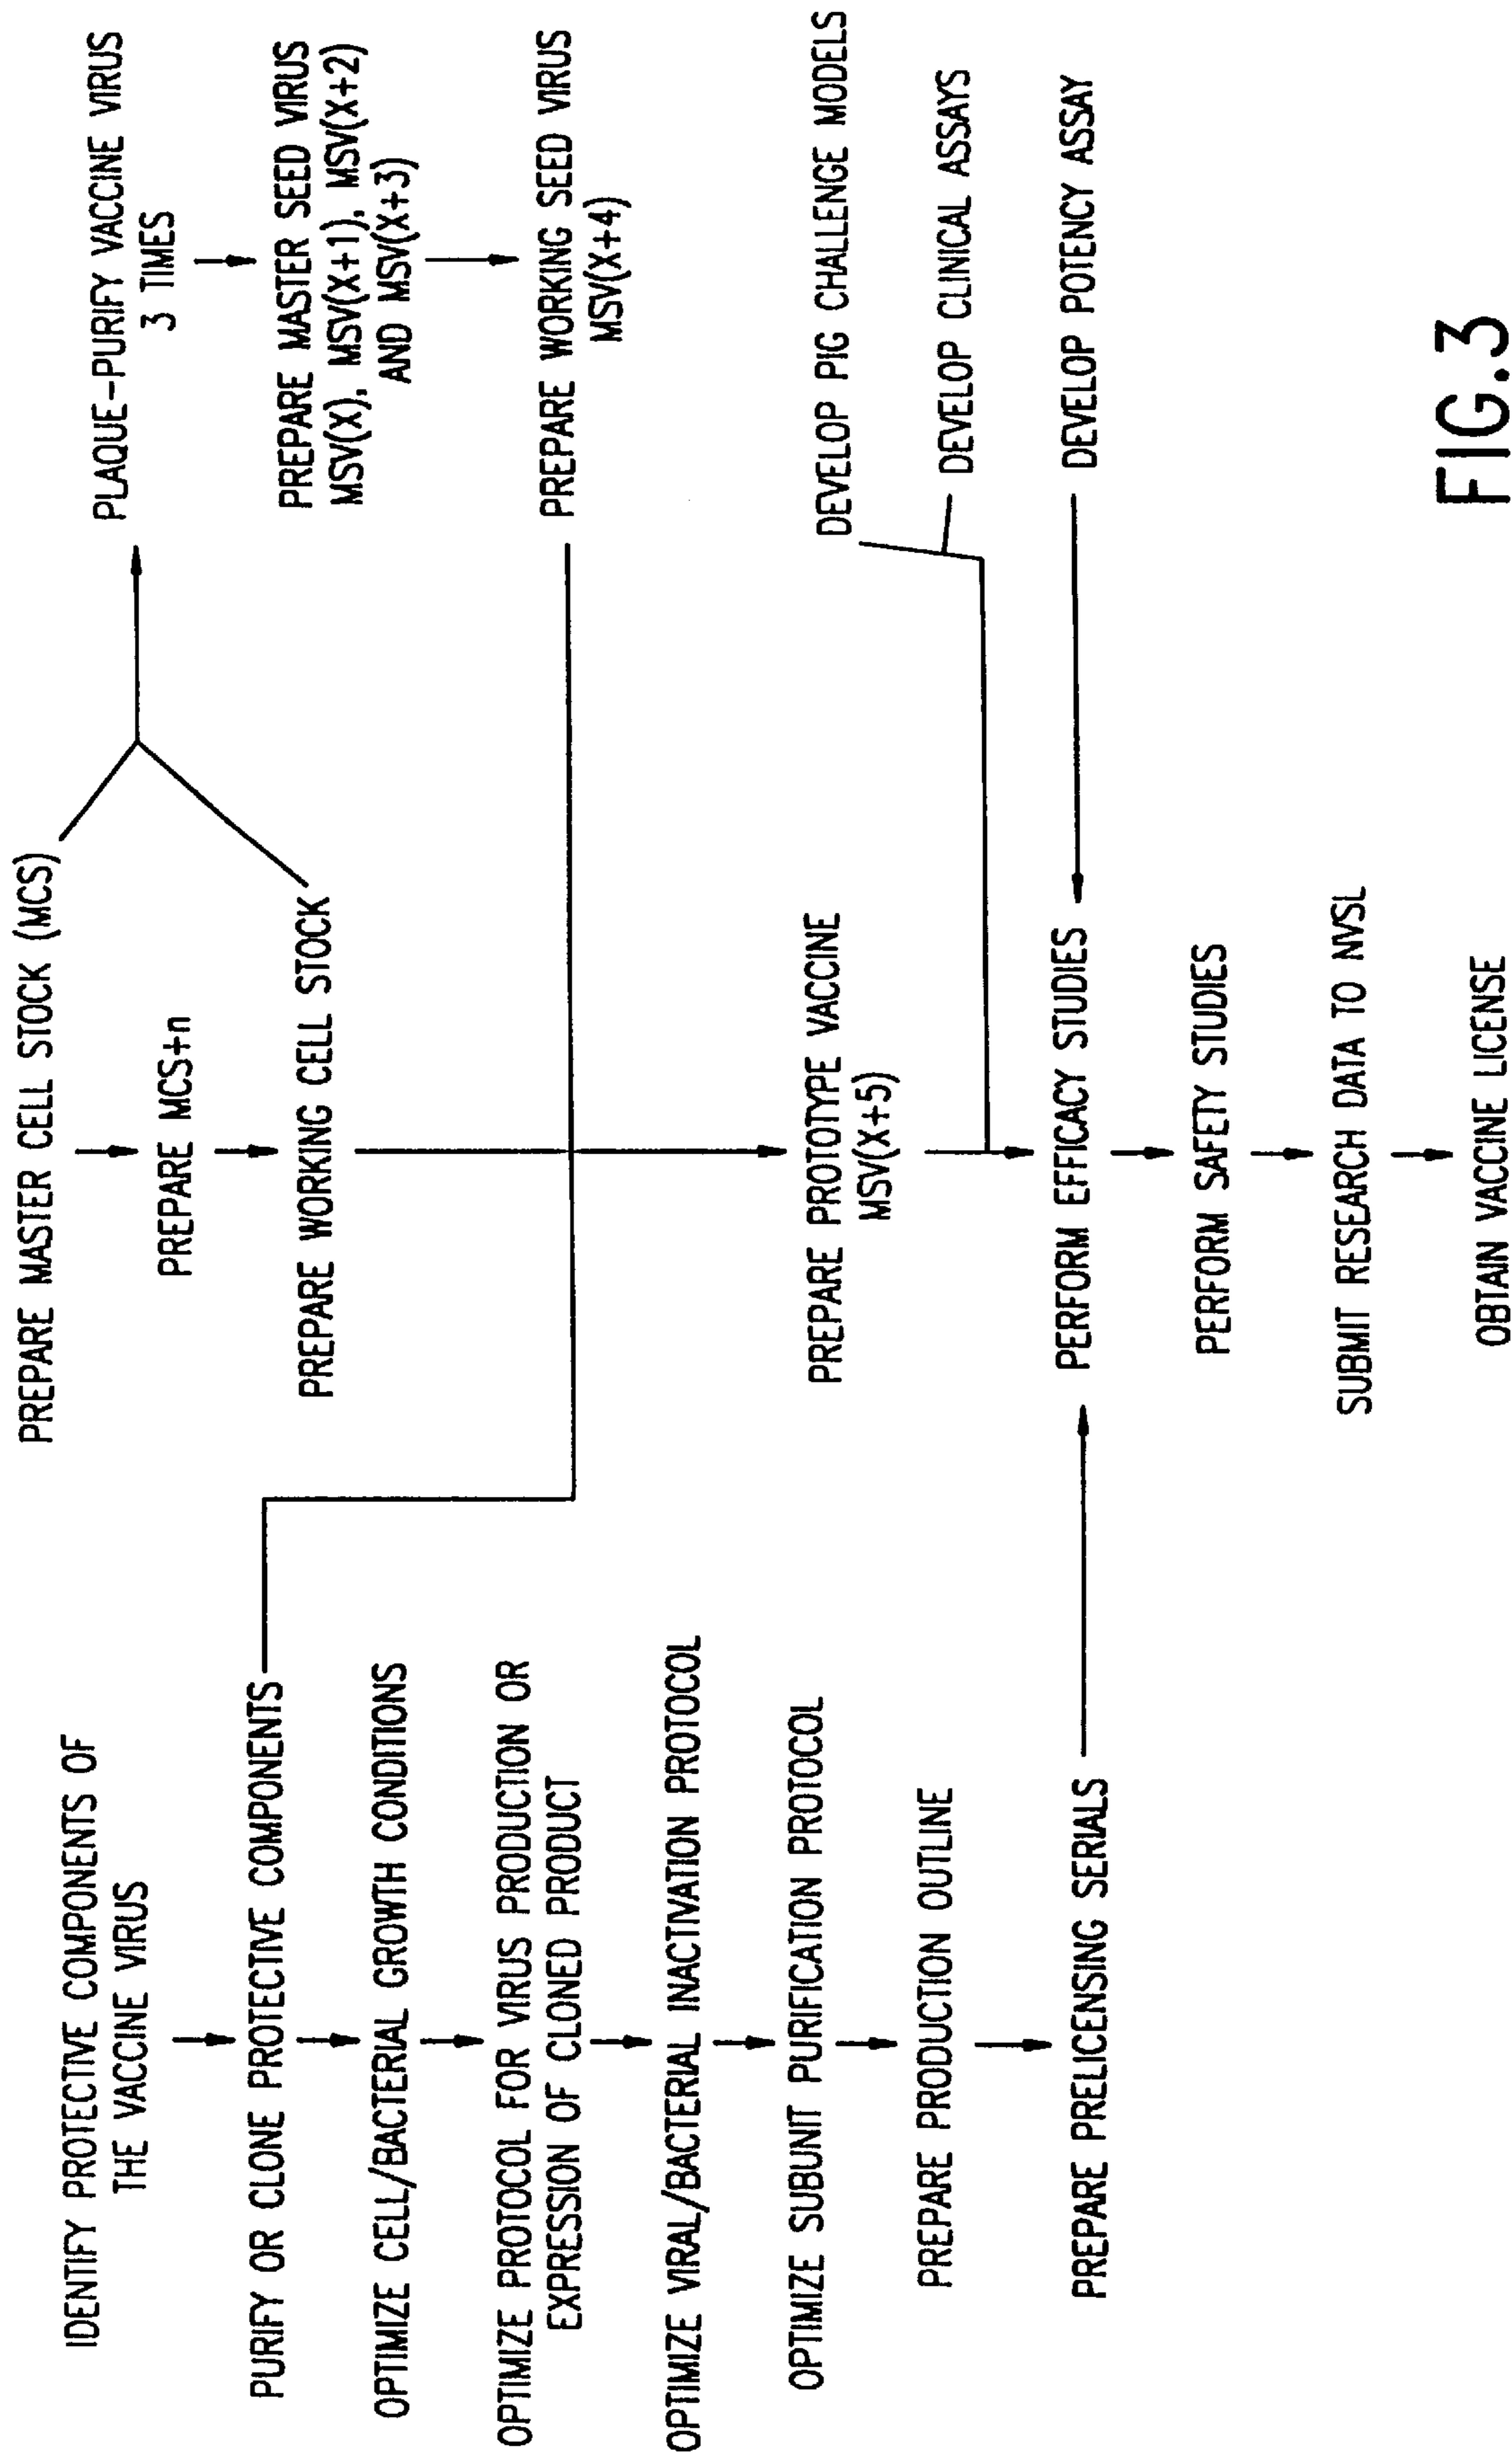 IDENTIFY PROTECTIVE COMPONENTS OF
THE VACCINE VIRUS
PURIFY OR CLONE PROTECTIVE COMPONENTS
OPTIMIZE CELL/BACTERIAL GROWTH CONDITIONS
OPTIMIZE PROTOCOL FOR VIRUS PRODUCTION OR
EXPRESSION OF CLONED PRODUCT
OPTIMIZE VIRAL/BACTERIAL INACTIVATION PROTOCOL
OPTIMIZE SUBUNIT PURIFICATION PROTOCOL
PREPARE PRODUCTION OUTLINE
PREPARE PRELICENSING SERIALS
PREPARE MASTER CELL STOCK (MCS)
PREPARE MCS+n
PREPARE WORKING CELL STOCK
PREPARE PROTOTYPE VACCINE
MSV(X+5)
PERFORM EFFICACY STUDIES
PERFORM SAFETY STUDIES
SUBMIT RESEARCH DATA TO NVSL
OBTAIN VACCINE LICENSE
PLAQUE-PURIFY VACCINE VIRUS
3 TIMES
PREPARE MASTER SEED VIRUS
MSV(X), MSV(X+1), MSV(X+2)
AND MSV(X+3)
PREPARE WORKING SEED VIRUS
MSV(X+4)
DEVELOP PIG CHALLENGE MODELS
DEVELOP CLINICAL ASSAYS
DEVELOP POTENCY ASSAY
FIG.3